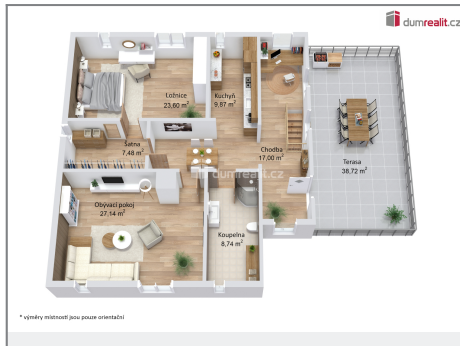 dumrealit.cz
Ložnice
23,60 m²
Kuchyň
9,87 m²
Šatna
7,48 m²
Chodba
17,00 m²
Terasa
38,72 m²
dumrealit.cz
Obývací pokoj
27,14 m²
Koupelna
8,74 m²
* výměry místností jsou pouze orientační